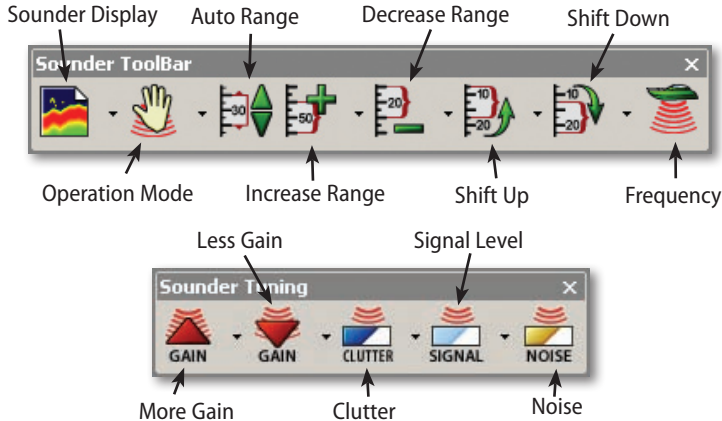 Sounder Display Auto Range Decrease Range Shift Down
Sounder ToolBar
30 50 20 10 20 10 20
Operation Mode Increase Range Shift Up Frequency
Less Gain Signal Level
Sounder Tuning
GAIN GAIN CLUTTER SIGNAL NOISE
More Gain Clutter Noise